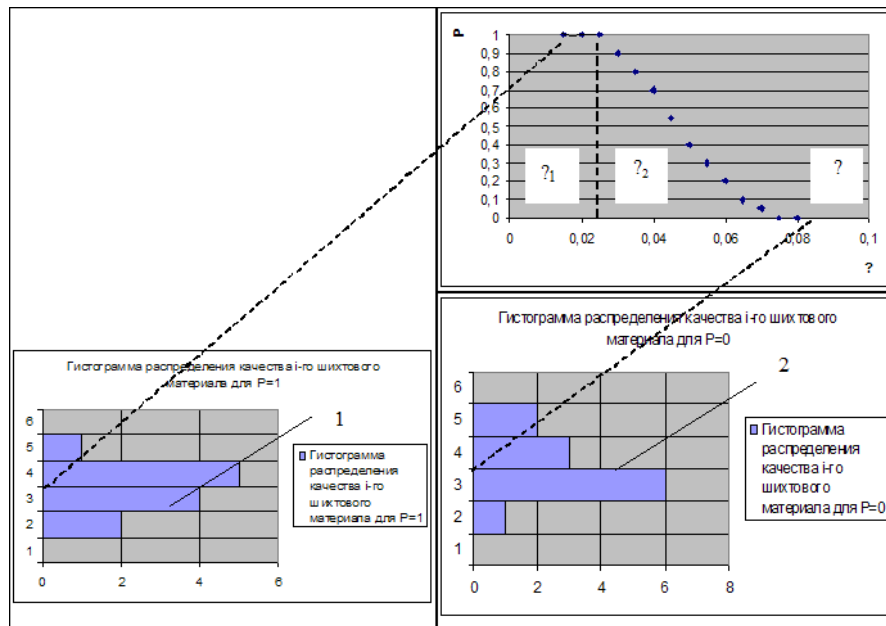 P
1
0,9
0,8
0,7
0,6
0,5
0,4
0,3
0,2
0,1
0
?1
?2
?
0 0,02 0,04 0,06 0,08 0,1
?
Гистограмма распределения качества i-го шихтового
материала для P=1
1
6
5
4
3
2
1
0 2 4 6
Гистограмма
распределения
качества i-го
шихтового
материала для P=1
Гистограмма распределения качества i-го шихтового
материала для P=0
2
6
5
4
3
2
1
0 2 4 6 8
Гистограмма
распределения
качества i-го
шихтового
материала для P=0